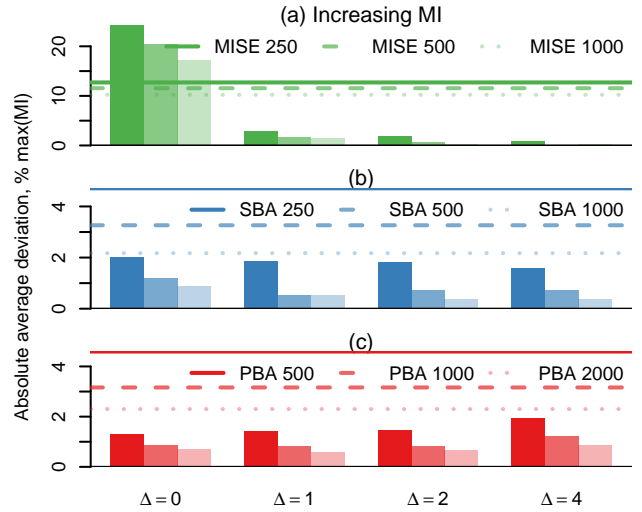 (a) Increasing MI
MISE 250 MISE 500 MISE 1000
20
10
0
(b)
SBA 250 SBA 500 SBA 1000
4
2
0
(c)
PBA 500 PBA 1000 PBA 2000
4
2
0
Absolute average deviation, % max(MI)
Δ = 0 Δ = 1 Δ = 2 Δ = 4